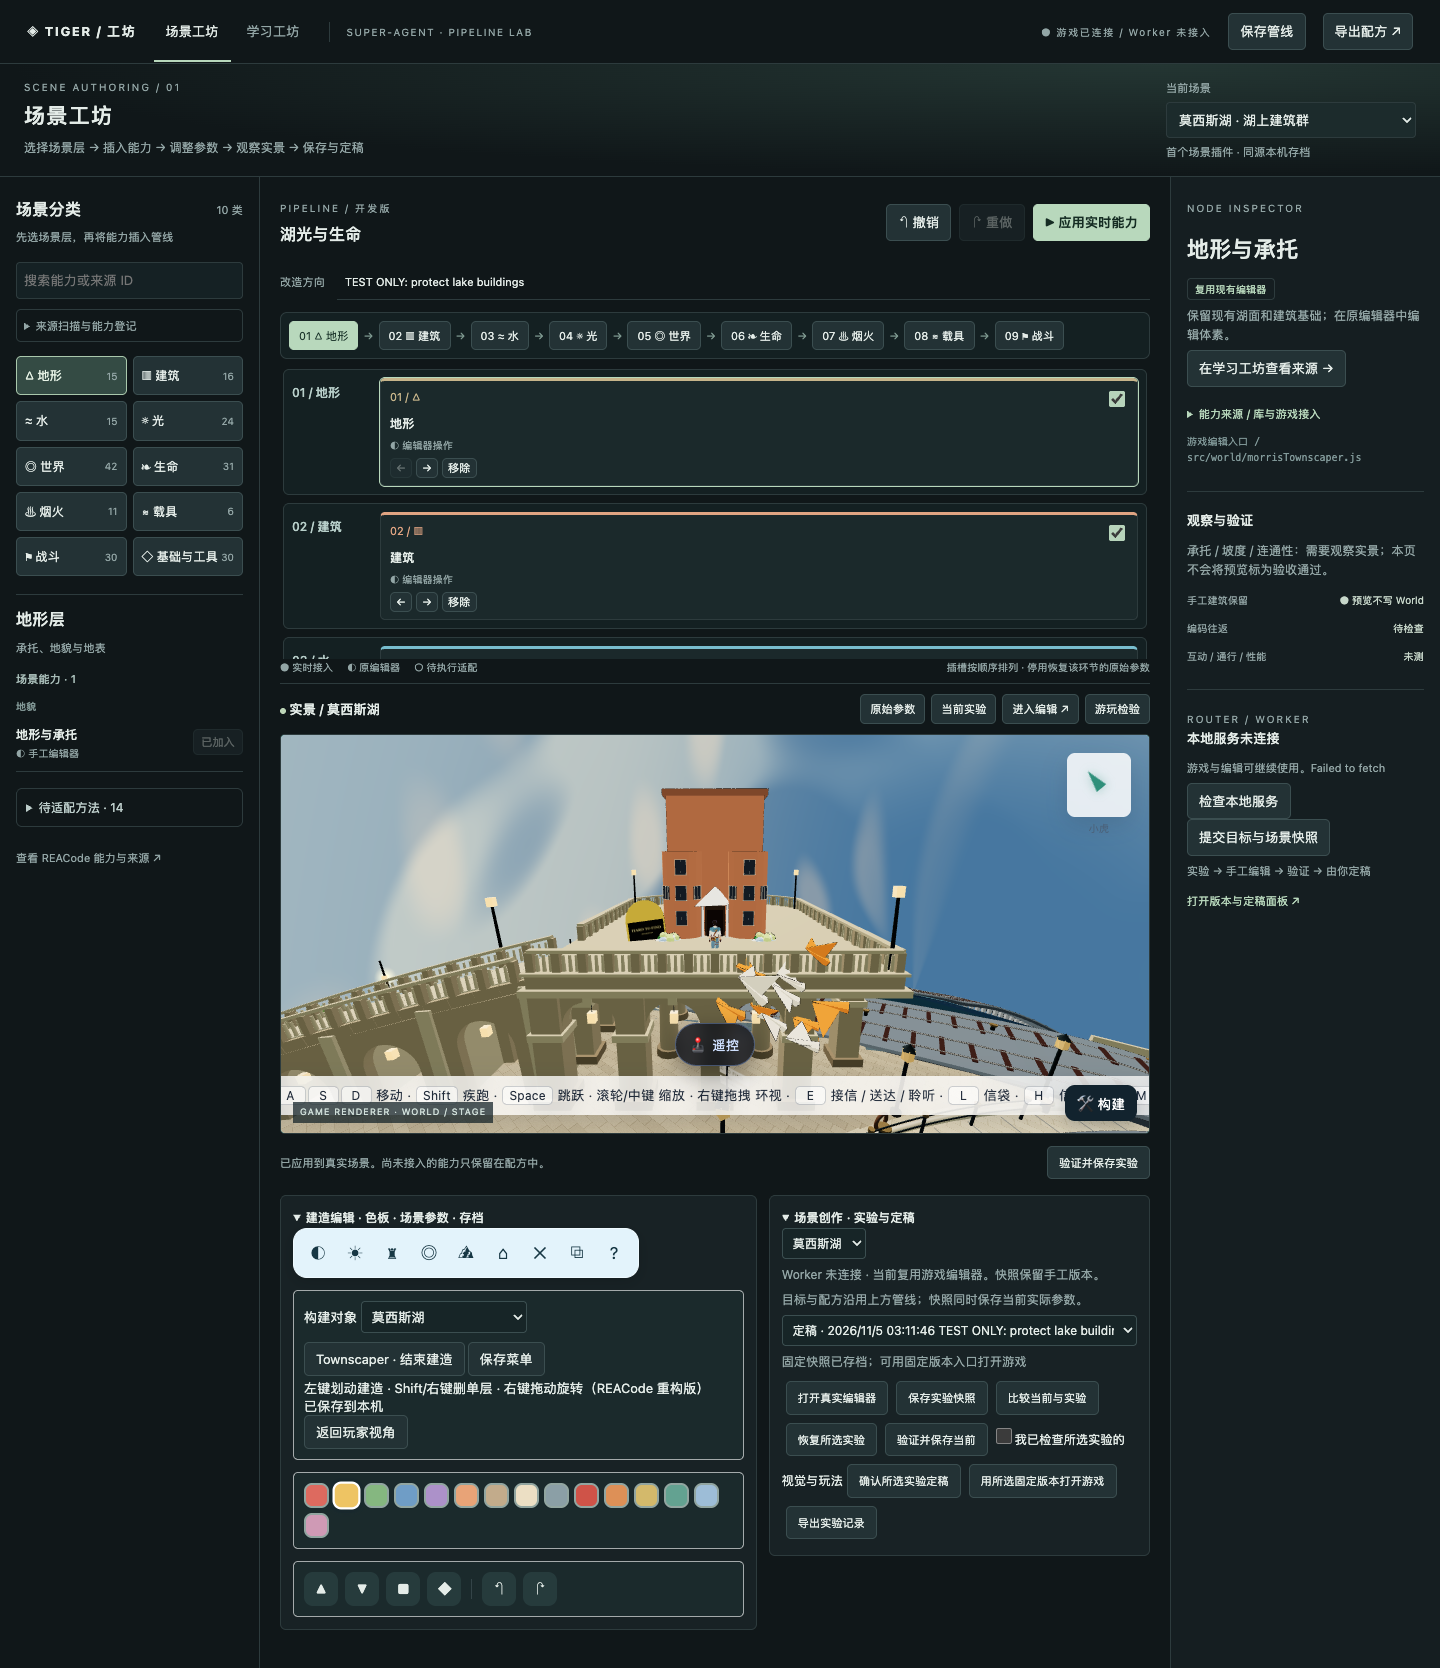 ◈ TIGER / 工坊
场景工坊
学习工坊
SUPER-AGENT · PIPELINE LAB
● 游戏已连接 / Worker 未接入
保存管线
导出配方 ↗
SCENE AUTHORING / 01
场景工坊
选择场景层 → 插入能力 → 调整参数 → 观察实景 → 保存与定稿
当前场景
莫西斯湖 · 湖上建筑群
首个场景插件 · 同源本机存档
场景分类
10 类
先选场景层，再将能力插入管线
搜索能力或来源 ID
▶ 来源扫描与能力登记
△ 地形 15
▥ 建筑 16
≈ 水 15
☼ 光 24
◎ 世界 42
❧ 生命 31
♨ 烟火 11
≈ 载具 6
⚑ 战斗 30
◇ 基础与工具 30
地形层
承托、地貌与地表
场景能力 · 1
地貌
地形与承托
◐ 手工编辑器
已加入
▶ 待适配方法 · 14
查看 REACode 能力与来源 ↗
PIPELINE / 开发版
湖光与生命
撤销
重做
▶ 应用实时能力
改造方向
TEST ONLY: protect lake buildings
01 △ 地形 → 02 ▥ 建筑 → 03 ≈ 水 → 04 ☼ 光 → 05 ◎ 世界 → 06 ❧ 生命 → 07 ♨ 烟火 → 08 ≈ 载具 → 09 ⚑ 战斗
01 / 地形
01 / △
地形
◐ 编辑器操作
← → 移除
02 / 建筑
02 / ▥
建筑
◐ 编辑器操作
← → 移除
● 实时接入 ◐ 原编辑器 ○ 待执行适配
插槽按顺序排列 · 停用恢复该环节的原始参数
● 实景 / 莫西斯湖
原始参数
当前实验
进入编辑 ↗
游玩检验
小虎
遥控
A S D 移动 · Shift 疾跑 · Space 跳跃 · 滚轮/中键 缩放 · 右键拖拽 环视 · E 接信 / 送达 / 聆听 · L 信袋 · H
M
构建
GAME RENDERER · WORLD / STAGE
已应用到真实场景。尚未接入的能力只保留在配方中。
验证并保存实验
▼ 建造编辑 · 色板 · 场景参数 · 存档
?
构建对象 莫西斯湖
Townscaper · 结束建造
保存菜单
左键划动建造 · Shift/右键删单层 · 右键拖动旋转（REACode 重构版）
已保存到本机
返回玩家视角
▼ 场景创作 · 实验与定稿
莫西斯湖
Worker 未连接 · 当前复用游戏编辑器。快照保留手工版本。
目标与配方沿用上方管线；快照同时保存当前实际参数。
定稿 · 2026/11/5 03:11:46 TEST ONLY: protect lake buildin
固定快照已存档；可用固定版本入口打开游戏
打开真实编辑器
保存实验快照
比较当前与实验
恢复所选实验
验证并保存当前
我已检查所选实验的
视觉与玩法
确认所选实验定稿
用所选固定版本打开游戏
导出实验记录
NODE INSPECTOR
地形与承托
复用现有编辑器
保留现有湖面和建筑基础；在原编辑器中编
辑体素。
在学习工坊查看来源 →
▶ 能力来源 / 库与游戏接入
游戏编辑入口 /
src/world/morrisTownscaper.js
观察与验证
承托 / 坡度 / 连通性：需要观察实景；本页
不会将预览标为验收通过。
手工建筑保留 ● 预览不写 World
编码往返 待检查
互动 / 通行 / 性能 未测
ROUTER / WORKER
本地服务未连接
游戏与编辑可继续使用。Failed to fetch
检查本地服务
提交目标与场景快照
实验 → 手工编辑 → 验证 → 由你定稿
打开版本与定稿面板 ↗